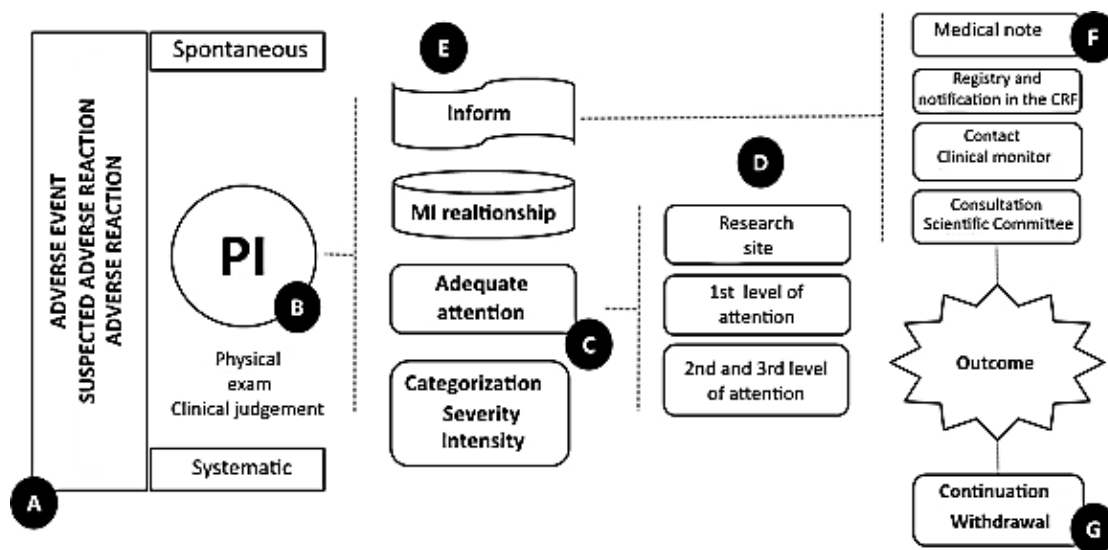 ADVERSE EVENT
SUSPECTED ADVERSE REACTION
ADVERSE REACTION
A
Spontaneous
PI
B
Physical
exam
Clinical judgement
Systematic
E
Inform
MI realtionship
Adequate
attention
C
Categorization
Severity
Intensity
D
Research
site
1st level of
attention
2nd and 3rd level
of attention
Medical note
F
Registry and
notification in the CRF
Contact
Clinical monitor
Consultation
Scientific Committee
Outcome
Continuation
Withdrawal
G